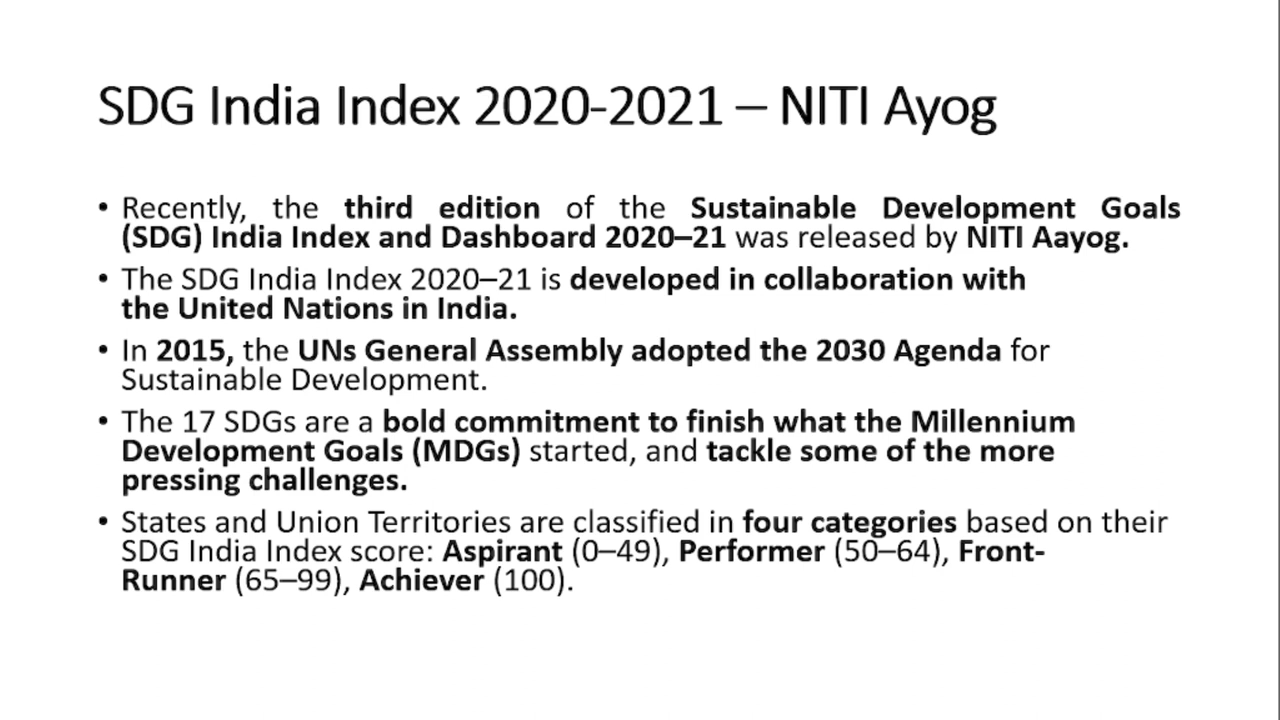 SDG India Index 2020-2021 – NITI Ayog
• Recently, the third edition of the Sustainable Development Goals
(SDG) India Index and Dashboard 2020–21 was released by NITI Aayog.
• The SDG India Index 2020–21 is developed in collaboration with
the United Nations in India.
• In 2015, the UNs General Assembly adopted the 2030 Agenda for
Sustainable Development.
• The 17 SDGs are a bold commitment to finish what the Millennium
Development Goals (MDGs) started, and tackle some of the more
pressing challenges.
• States and Union Territories are classified in four categories based on their
SDG India Index score: Aspirant (0–49), Performer (50–64), Front-
Runner (65–99), Achiever (100).